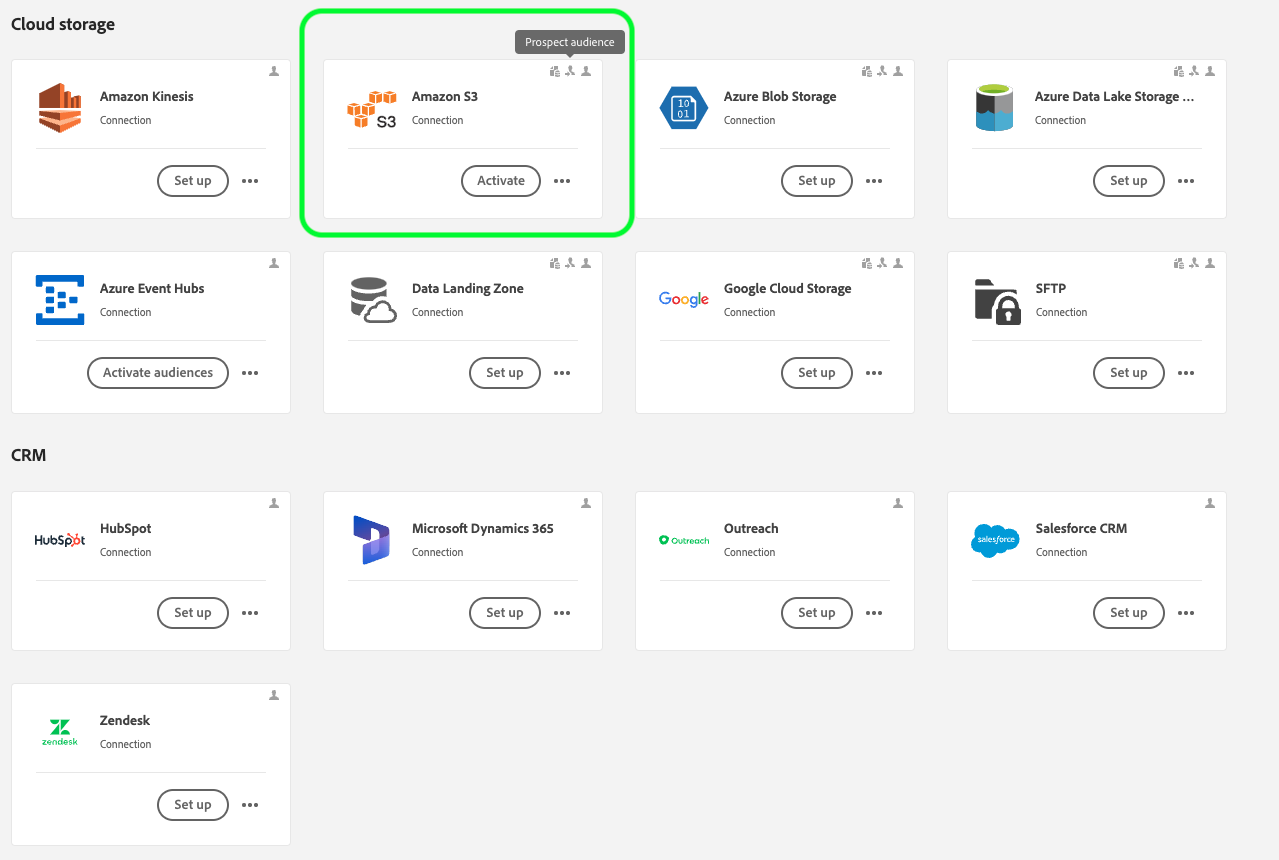 Cloud storage
Prospect audience
Amazon Kinesis
Connection
Set up
S3
Amazon S3
Connection
Activate
10
01
Azure Blob Storage
Connection
Set up
Azure Data Lake Storage ...
Connection
Set up
Azure Event Hubs
Connection
Activate audiences
Data Landing Zone
Connection
Set up
Google
Google Cloud Storage
Connection
Set up
SFTP
Connection
Set up
CRM
HubSpot
HubSpot
Connection
Set up
Microsoft Dynamics 365
Connection
Set up
Outreach
Outreach
Connection
Set up
salesforce
Salesforce CRM
Connection
Set up
zendesk
Zendesk
Connection
Set up